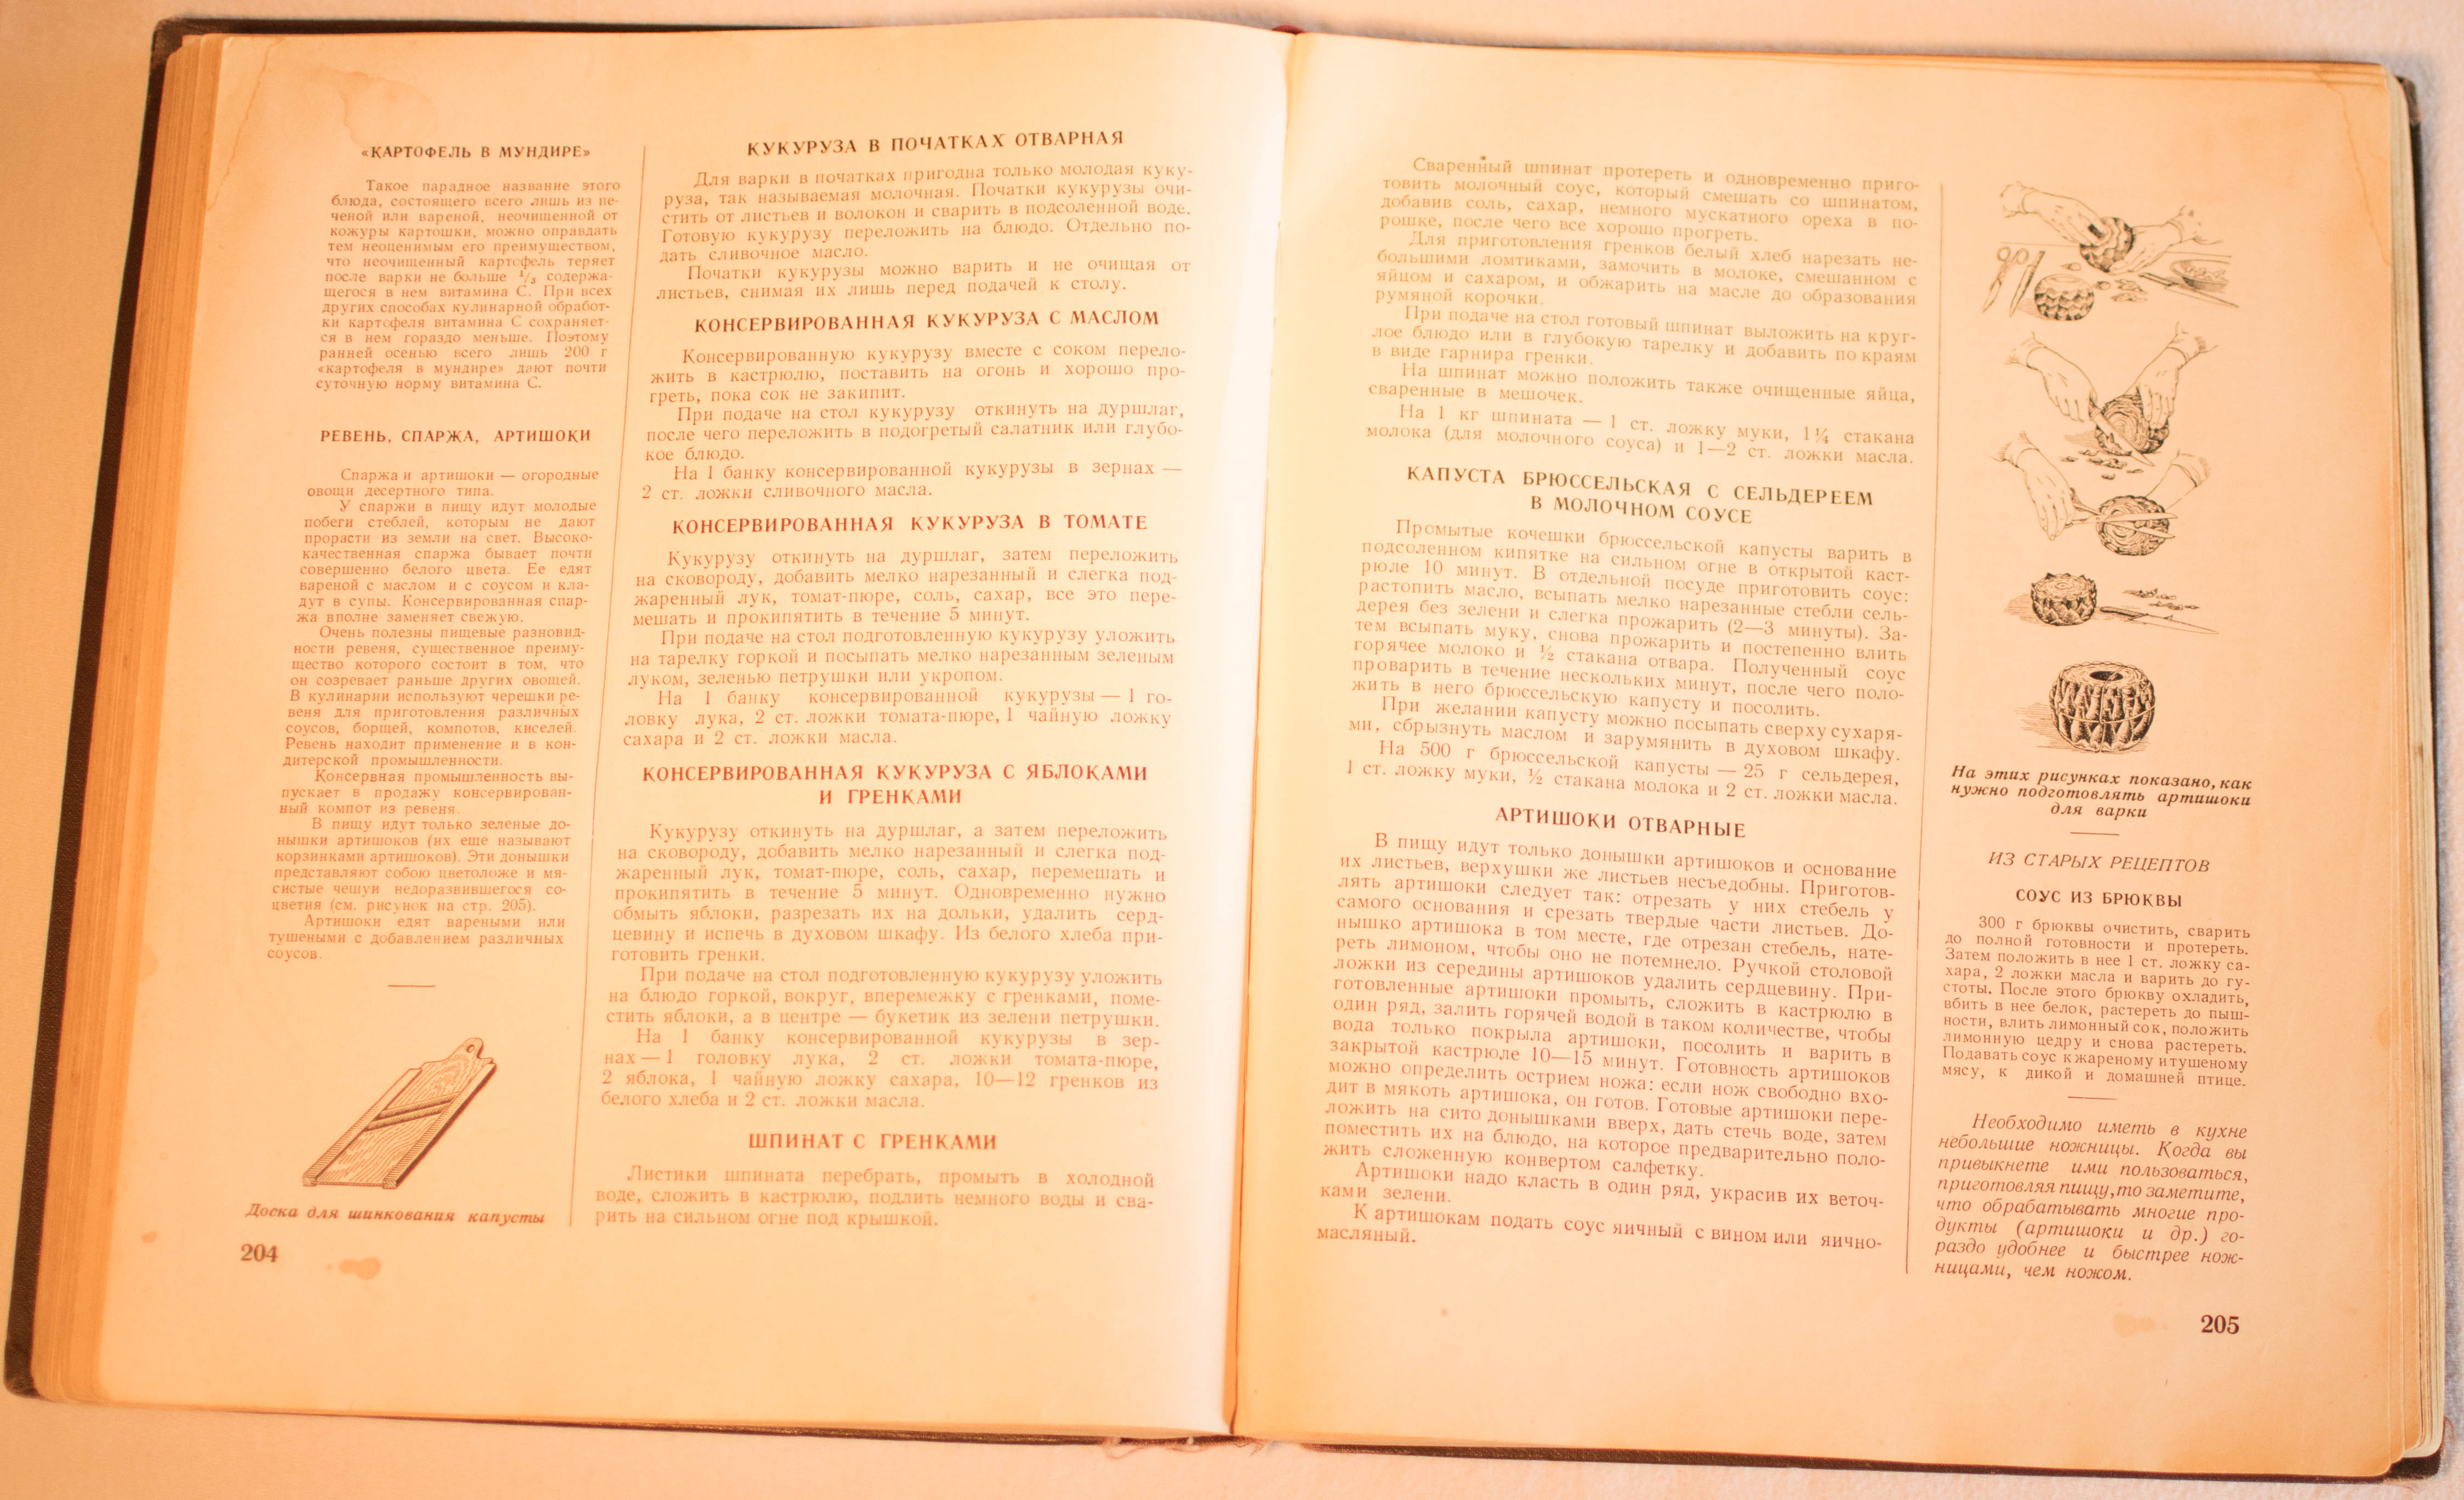 «КАРТОФЕЛЬ В МУНДИРЕ»
Такое парадное название этого
блюда, состоящего всего лишь из пе-
ченой или вареной, неочищенной от
кожуры картошки, можно оправдать
тем неоценимым его преимуществом,
что неочищенный картофель теряет
после варки не больше ¹/₃ содержа-
щегося в нем витамина С. При всех
других способах кулинарной обработ-
ки картофеля витамина С сохраняет-
ся в нем гораздо меньше. Поэтому
ранней осенью всего лишь 200 г
«картофеля в мундире» дают почти
суточную норму витамина С.
РЕВЕНЬ, СПАРЖА, АРТИШОКИ
Спаржа и артишоки — огородные
овощи десертного типа.
У спаржи в пищу идут молодые
побеги стеблей, которым не дают
прорасти из земли на свет. Высоко-
качественная спаржа бывает почти
совершенно белого цвета. Ее едят
вареной с маслом и с соусом и кла-
дут в супы. Консервированная спар-
жа вполне заменяет свежую.
Очень полезны пищевые разновид-
ности ревеня, существенное преиму-
щество которого состоит в том, что
он созревает раньше других овощей.
В кулинарии используют черешки ре-
веня для приготовления различных
соусов, борщей, компотов, киселей.
Ревень находит применение и в кон-
дитерской промышленности.
Консервная промышленность вы-
пускает в продажу консервирован-
ный компот из ревеня.
В пищу идут только зеленые до-
нышки артишоков (их еще называют
корзинками артишоков). Эти донышки
представляют собою цветоложе и мя-
систые чешуи недоразвившегося со-
цветия (см. рисунок на стр. 205).
Артишоки едят вареными или
тушеными с добавлением различных
соусов.
Доска для шинкования капусты
204
КУКУРУЗА В ПОЧАТКАХ ОТВАРНАЯ
Для варки в початках пригодна только молодая куку-
руза, так называемая молочная. Початки кукурузы очи-
стить от листьев и волокон и сварить в подсоленной воде.
Готовую кукурузу переложить на блюдо. Отдельно по-
дать сливочное масло.
Початки кукурузы можно варить и не очищая от
листьев, снимая их лишь перед подачей к столу.
КОНСЕРВИРОВАННАЯ КУКУРУЗА С МАСЛОМ
Консервированную кукурузу вместе с соком перело-
жить в кастрюлю, поставить на огонь и хорошо про-
греть, пока сок не закипит.
При подаче на стол кукурузу откинуть на дуршлаг,
после чего переложить в подогретый салатник или глубо-
кое блюдо.
На 1 банку консервированной кукурузы в зернах —
2 ст. ложки сливочного масла.
КОНСЕРВИРОВАННАЯ КУКУРУЗА В ТОМАТЕ
Кукурузу откинуть на дуршлаг, затем переложить
на сковороду, добавить мелко нарезанный и слегка под-
жаренный лук, томат-пюре, соль, сахар, все это пере-
мешать и прокипятить в течение 5 минут.
При подаче на стол подготовленную кукурузу уложить
на тарелку горкой и посыпать мелко нарезанным зеленым
луком, зеленью петрушки или укропом.
На 1 банку консервированной кукурузы — 1 го-
ловку лука, 2 ст. ложки томата-пюре, 1 чайную ложку
сахара и 2 ст. ложки масла.
КОНСЕРВИРОВАННАЯ КУКУРУЗА С ЯБЛОКАМИ
И ГРЕНКАМИ
Кукурузу откинуть на дуршлаг, а затем переложить
на сковороду, добавить мелко нарезанный и слегка под-
жаренный лук, томат-пюре, соль, сахар, перемешать и
прокипятить в течение 5 минут. Одновременно нужно
обмыть яблоки, разрезать их на дольки, удалить серд-
цевину и испечь в духовом шкафу. Из белого хлеба при-
готовить гренки.
При подаче на стол подготовленную кукурузу уложить
на блюдо горкой, вокруг, вперемежку с гренками, поме-
стить яблоки, а в центре — букетик из зелени петрушки.
На 1 банку консервированной кукурузы в зер-
нах — 1 головку лука, 2 ст. ложки томата-пюре,
2 яблока, 1 чайную ложку сахара, 10—12 гренков из
белого хлеба и 2 ст. ложки масла.
ШПИНАТ С ГРЕНКАМИ
Листики шпината перебрать, промыть в холодной
воде, сложить в кастрюлю, подлить немного воды и сва-
рить на сильном огне под крышкой.
Сваренный шпинат протереть и одновременно приго-
товить молочный соус, который смешать со шпинатом,
добавив соль, сахар, немного мускатного ореха в по-
рошке, после чего все хорошо прогреть.
Для приготовления гренков белый хлеб нарезать не-
большими ломтиками, замочить в молоке, смешанном с
яйцом и сахаром, и обжарить на масле до образования
румяной корочки.
При подаче на стол готовый шпинат выложить на круг-
лое блюдо или в глубокую тарелку и добавить по краям
в виде гарнира гренки.
На шпинат можно положить также очищенные яйца,
сваренные в мешочек.
На 1 кг шпината — 1 ст. ложку муки, 1¼ стакана
молока (для молочного соуса) и 1—2 ст. ложки масла.
КАПУСТА БРЮССЕЛЬСКАЯ С СЕЛЬДЕРЕЕМ
В МОЛОЧНОМ СОУСЕ
Промытые кочешки брюссельской капусты варить в
подсоленном кипятке на сильном огне в открытой каст-
рюле 10 минут. В отдельной посуде приготовить соус:
растопить масло, всыпать мелко нарезанные стебли сель-
дерея без зелени и слегка прожарить (2—3 минуты). За-
тем всыпать муку, снова прожарить и постепенно влить
горячее молоко и ½ стакана отвара. Полученный соус
проварить в течение нескольких минут, после чего поло-
жить в него брюссельскую капусту и посолить.
При желании капусту можно посыпать сверху сухаря-
ми, сбрызнуть маслом и зарумянить в духовом шкафу.
На 500 г брюссельской капусты — 25 г сельдерея,
1 ст. ложку муки, ½ стакана молока и 2 ст. ложки масла.
АРТИШОКИ ОТВАРНЫЕ
В пищу идут только донышки артишоков и основание
их листьев, верхушки же листьев несъедобны. Приготов-
лять артишоки следует так: отрезать у них стебель у
самого основания и срезать твердые части листьев. До-
нышко артишока в том месте, где отрезан стебель, нате-
реть лимоном, чтобы оно не потемнело. Ручкой столовой
ложки из середины артишоков удалить сердцевину. При-
готовленные артишоки промыть, сложить в кастрюлю в
один ряд, залить горячей водой в таком количестве, чтобы
вода только покрыла артишоки, посолить и варить в
закрытой кастрюле 10—15 минут. Готовность артишоков
можно определить острием ножа: если нож свободно вхо-
дит в мякоть артишока, он готов. Готовые артишоки пере-
ложить на сито донышками вверх, дать стечь воде, затем
поместить их на блюдо, на которое предварительно поло-
жить сложенную конвертом салфетку.
Артишоки надо класть в один ряд, украсив их веточ-
ками зелени.
К артишокам подать соус яичный с вином или яично-
масляный.
На этих рисунках показано, как
нужно подготовлять артишоки
для варки
ИЗ СТАРЫХ РЕЦЕПТОВ
СОУС ИЗ БРЮКВЫ
300 г брюквы очистить, сварить
до полной готовности и протереть.
Затем положить в нее 1 ст. ложку са-
хара, 2 ложки масла и варить до гу-
стоты. После этого брюкву охладить,
вбить в нее белок, растереть до пыш-
ности, влить лимонный сок, положить
лимонную цедру и снова растереть.
Подавать соус к жареному и тушеному
мясу, к дикой и домашней птице.
Необходимо иметь в кухне
небольшие ножницы. Когда вы
привыкнете ими пользоваться,
приготовляя пищу, то заметите,
что обрабатывать многие про-
дукты (артишоки и др.) го-
раздо удобнее и быстрее нож-
ницами, чем ножом.
205